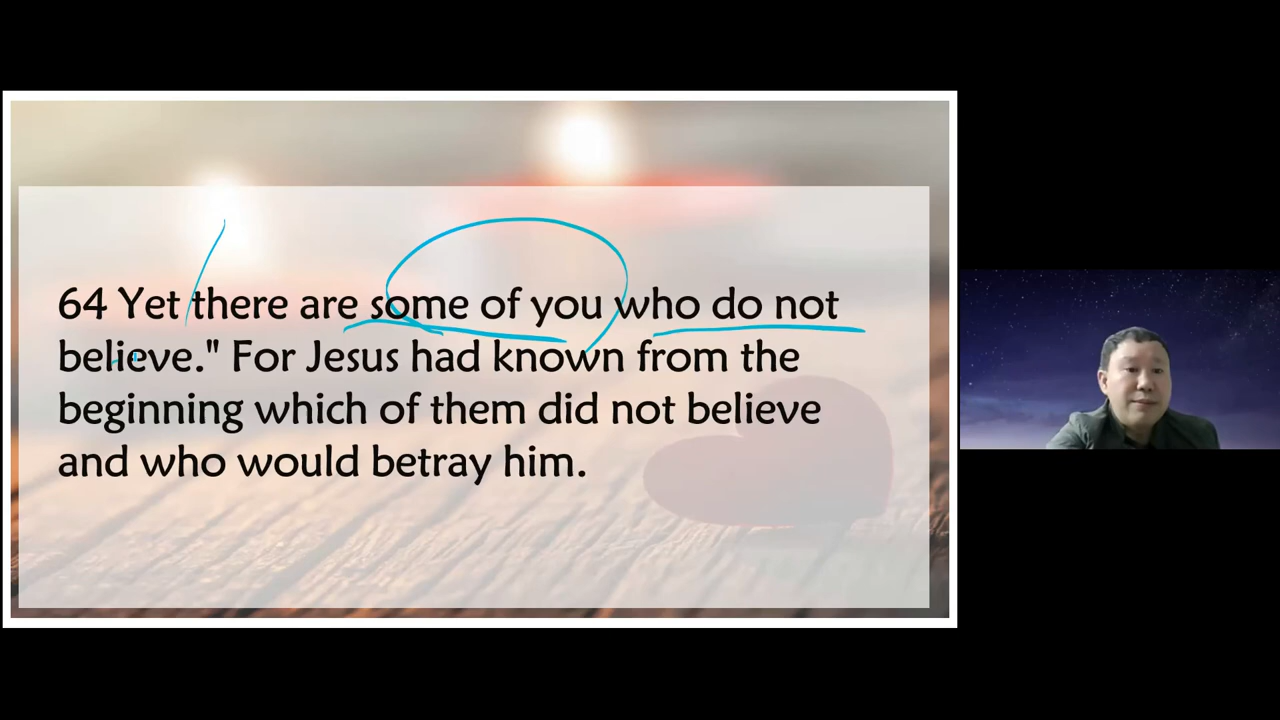 64 Yet there are some of you who do not
believe." For Jesus had known from the
beginning which of them did not believe
and who would betray him.